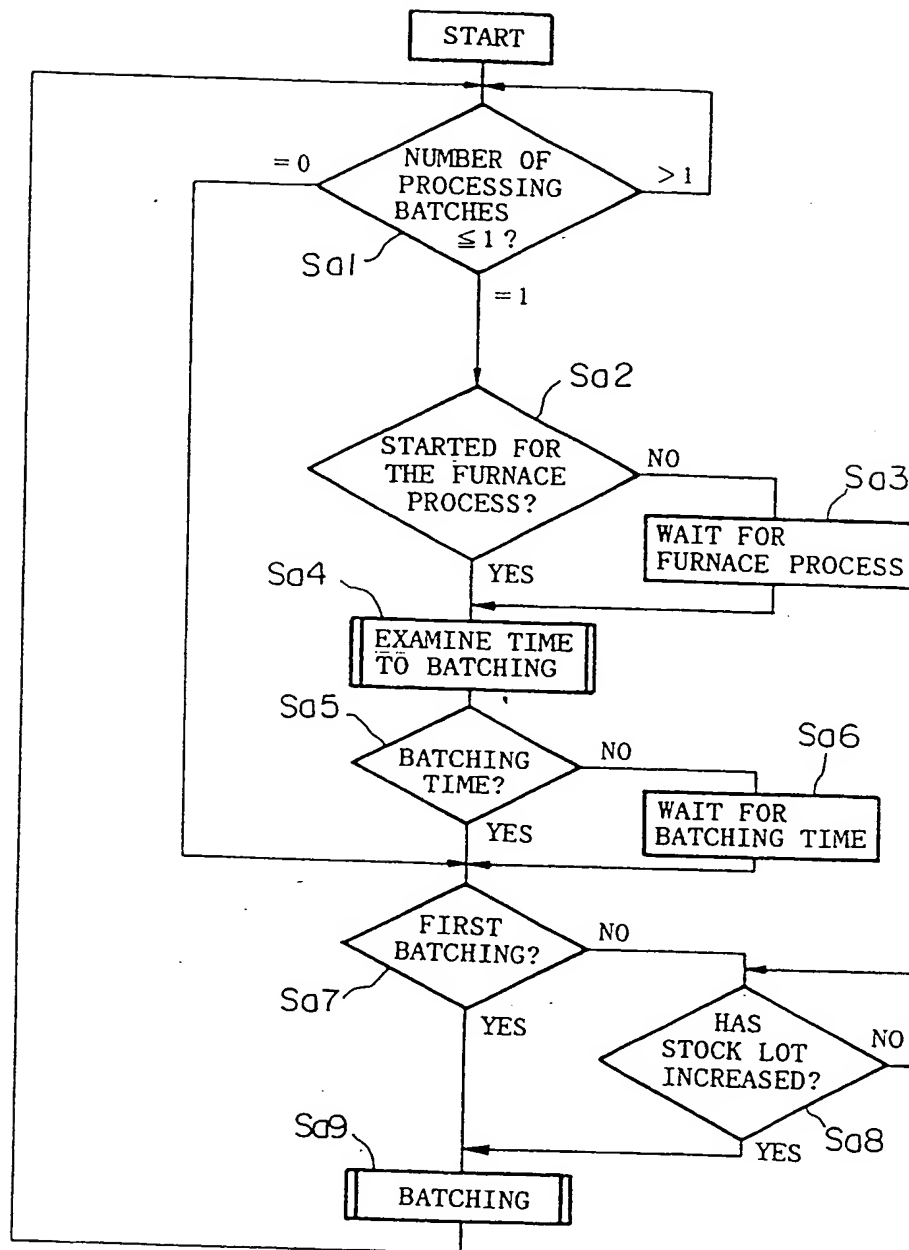 START
= 0
NUMBER OF
PROCESSING
BATCHES
≦ 1 ?
> 1
Sa1
= 1
Sa2
STARTED FOR
THE FURNACE
PROCESS?
NO
Sa3
WAIT FOR
FURNACE PROCESS
YES
Sa4
EXAMINE TIME
TO BATCHING
Sa5
BATCHING
TIME?
NO
Sa6
WAIT FOR
BATCHING TIME
YES
FIRST
BATCHING?
NO
Sa7
YES
HAS
STOCK LOT
INCREASED?
NO
Sa8
YES
Sa9
BATCHING